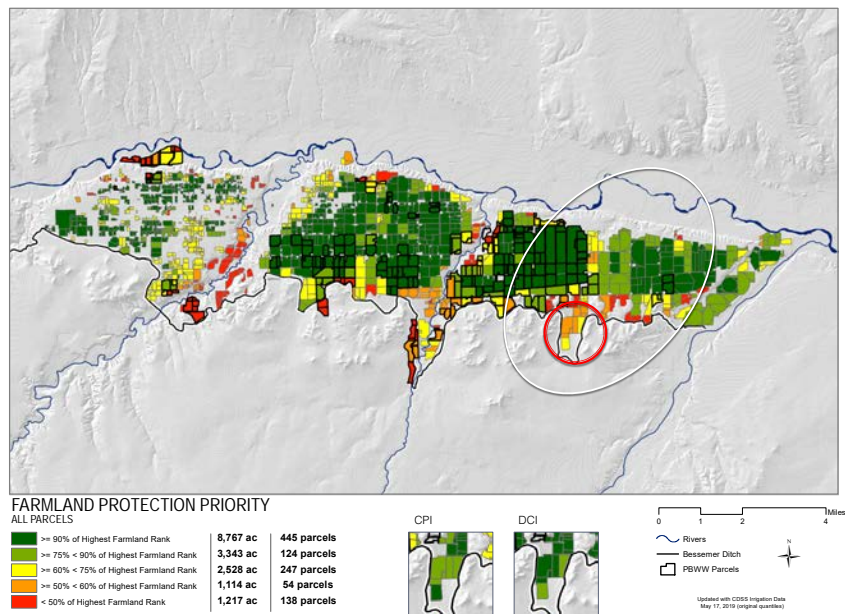 FARMLAND PROTECTION PRIORITY
ALL PARCELS
>= 90% of Highest Farmland Rank 8,767 ac 445 parcels
>= 75% < 90% of Highest Farmland Rank 3,343 ac 124 parcels
>= 60% < 75% of Highest Farmland Rank 2,528 ac 247 parcels
>= 50% < 60% of Highest Farmland Rank 1,114 ac 54 parcels
< 50% of Highest Farmland Rank 1,217 ac 138 parcels
CPI
DCI
Miles
0 1 2 4
Rivers
Bessemer Ditch
PBWW Parcels
N
Updated with CDSS Irrigation Data
May 17, 2019 (original quantiles)